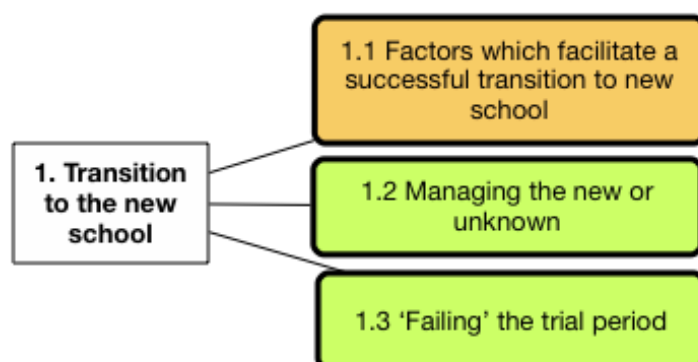 1. Transition
to the new
school
1.1 Factors which facilitate a
successful transition to new
school
1.2 Managing the new or
unknown
1.3 ‘Failing’ the trial period